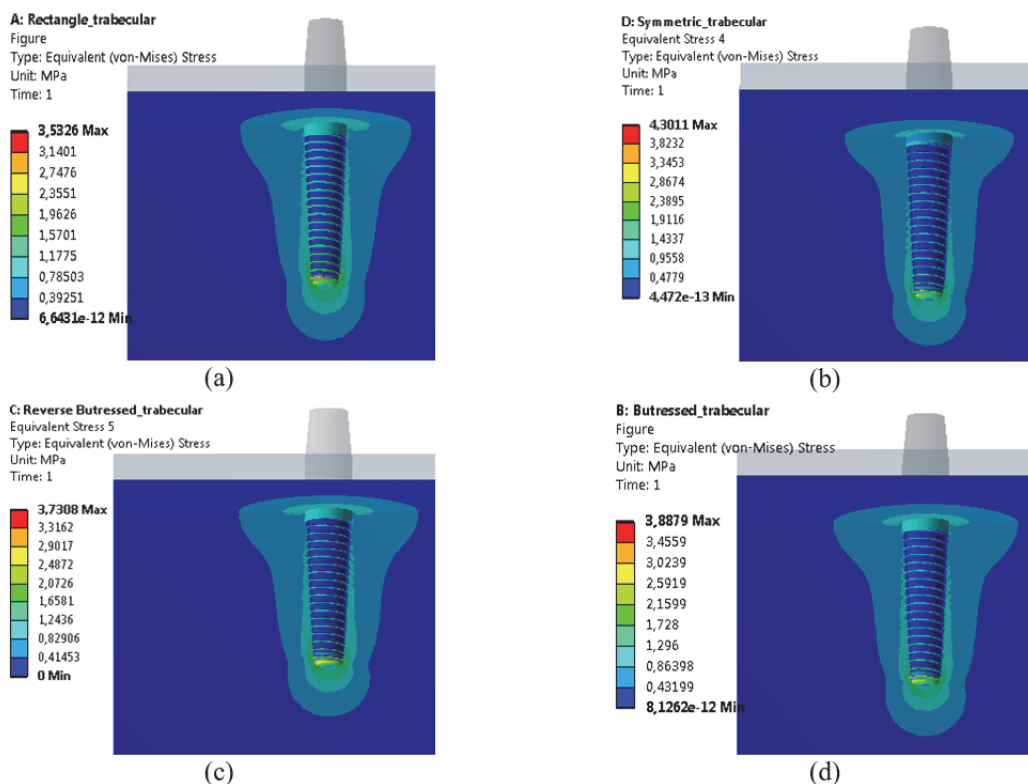 A: Rectangle_trabecular
Figure
Type: Equivalent (von-Mises) Stress
Unit: MPa
Time: 1
3,5326 Max
3,1401
2,7476
2,3551
1,9626
1,5701
1,1775
0,78503
0,39251
6,6431e-12 Min
(a)
D: Symmetric_trabecular
Equivalent Stress 4
Type: Equivalent (von-Mises) Stress
Unit: MPa
Time: 1
4,3011 Max
3,8232
3,3453
2,8674
2,3895
1,9116
1,4337
0,9558
0,4779
4,472e-13 Min
(b)
C: Reverse Butressed_trabecular
Equivalent Stress 5
Type: Equivalent (von-Mises) Stress
Unit: MPa
Time: 1
3,7308 Max
3,3162
2,9017
2,4872
2,0726
1,6581
1,2436
0,82906
0,41453
0 Min
(c)
B: Butressed_trabecular
Figure
Type: Equivalent (von-Mises) Stress
Unit: MPa
Time: 1
3,8879 Max
3,4559
3,0239
2,5919
2,1599
1,728
1,296
0,86398
0,43199
8,1262e-12 Min
(d)